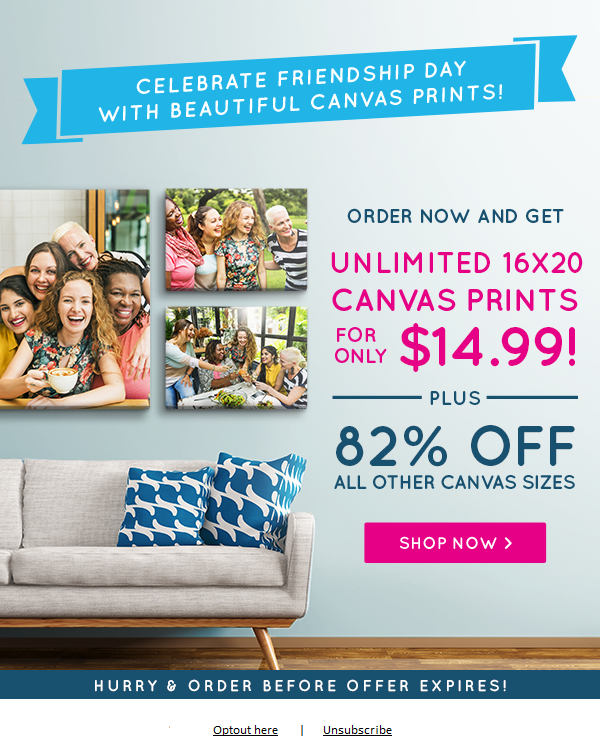 CELEBRATE FRIENDSHIP DAY
WITH BEAUTIFUL CANVAS PRINTS!
ORDER NOW AND GET
UNLIMITED 16X20
CANVAS PRINTS
FOR
ONLY $14.99!
PLUS
82% OFF
ALL OTHER CANVAS SIZES
SHOP NOW >
HURRY & ORDER BEFORE OFFER EXPIRES!
Optout here | Unsubscribe